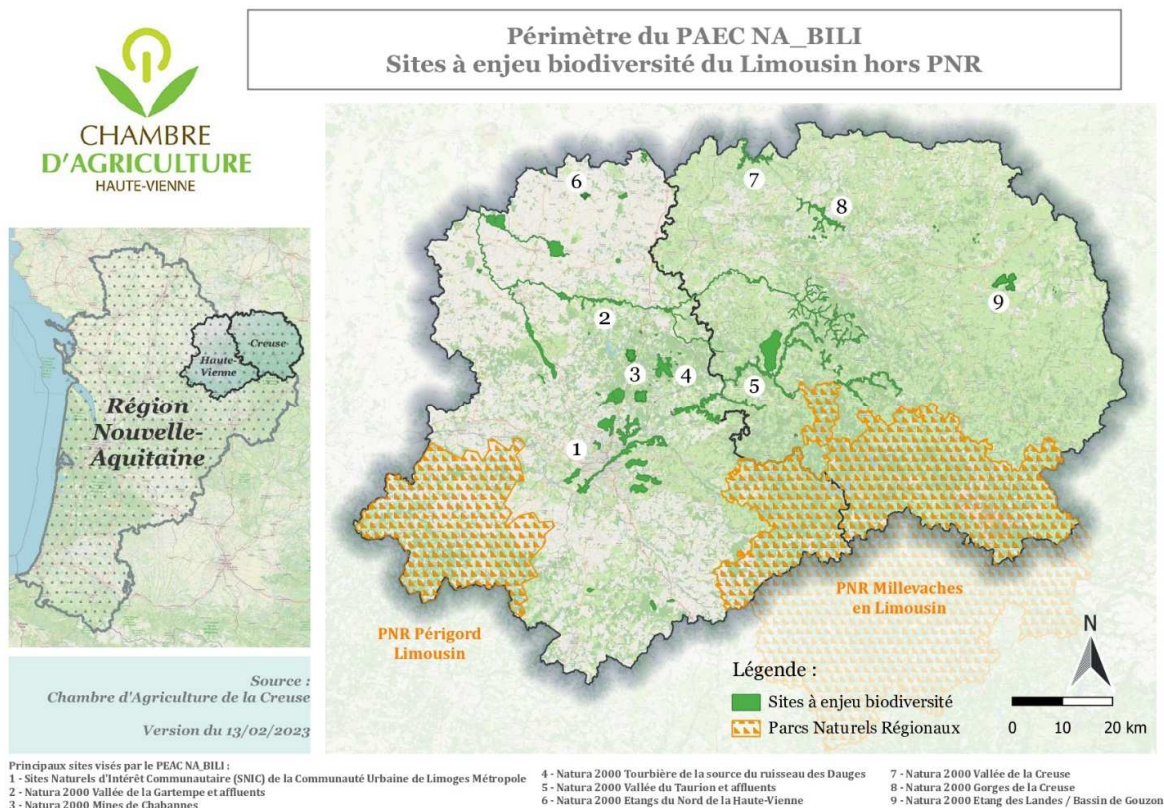 Périmètre du PAEC NA_BILI
Sites à enjeu biodiversité du Limousin hors PNR
CHAMBRE
D'AGRICULTURE
HAUTE-VIENNE
Haute-
Vienne
Creuse
Région
Nouvelle-
Aquitaine
Source :
Chambre d'Agriculture de la Creuse
Version du 13/02/2023
6
7
8
9
2
3
4
5
1
PNR Périgord
Limousin
PNR Millevaches
en Limousin
N
Légende :
Sites à enjeu biodiversité
Parcs Naturels Régionaux
0 10 20 km
Principaux sites visés par le PEAC NA_BILI :
1 - Sites Naturels d'Intérêt Communautaire (SNIC) de la Communauté Urbaine de Limoges Métropole
2 - Natura 2000 Vallée de la Gartempe et affluents
3 - Natura 2000 Mines de Chabannes
4 - Natura 2000 Tourbière de la source du ruisseau des Dauges
5 - Natura 2000 Vallée du Taurion et affluents
6 - Natura 2000 Etangs du Nord de la Haute-Vienne
7 - Natura 2000 Vallée de la Creuse
8 - Natura 2000 Gorges de la Creuse
9 - Natura 2000 Etang des Landes / Bassin de Gouzon